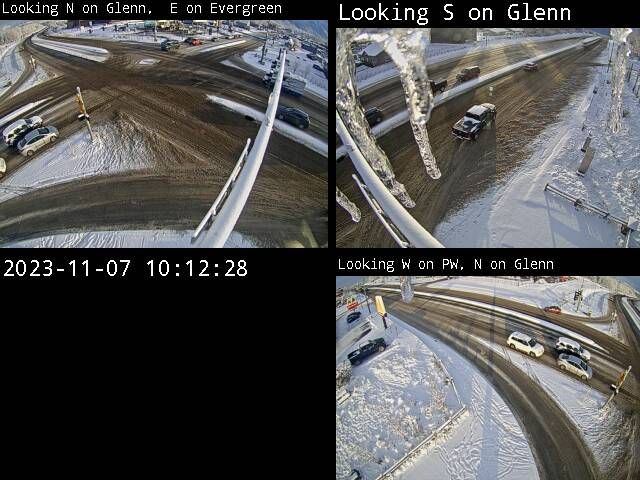 Looking N on Glenn, E on Evergreen
Looking S on Glenn
2023-11-07 10:12:28
Looking W on PW, N on Glenn